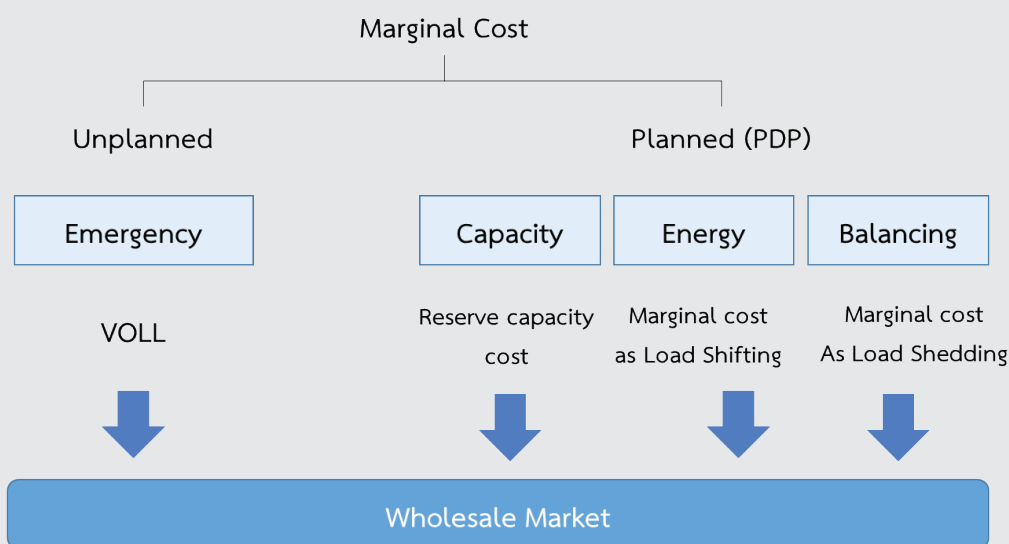 Marginal Cost
Unplanned
Planned (PDP)
Emergency
Capacity
Energy
Balancing
VOLL
Reserve capacity
cost
Marginal cost
as Load Shifting
Marginal cost
As Load Shedding
Wholesale Market